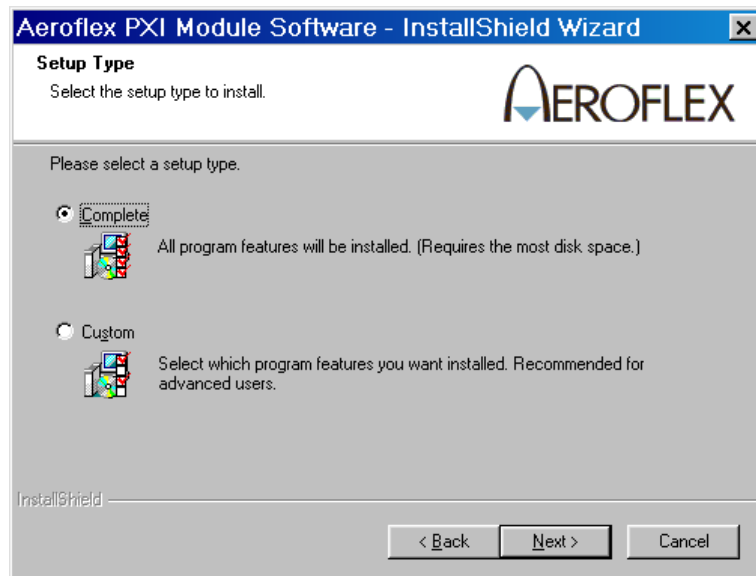 Aeroflex PXI Module Software - InstallShield Wizard
Setup Type
Select the setup type to install.
AEROFLEX
Please select a setup type.
Complete
All program features will be installed. (Requires the most disk space.)
Custom
Select which program features you want installed. Recommended for
advanced users.
InstallShield
< Back Next > Cancel